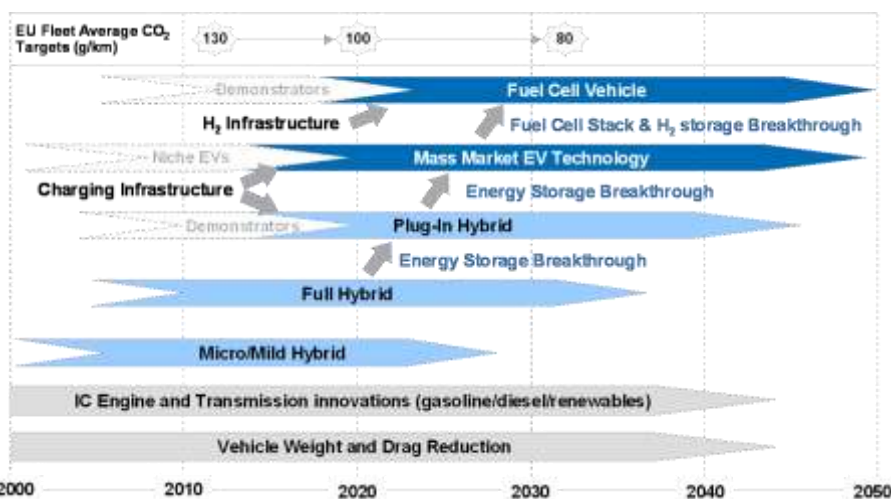 EU Fleet Average CO₂
Targets (g/km)
130
100
80
Demonstrators
Fuel Cell Vehicle
H₂ Infrastructure
Fuel Cell Stack & H₂ storage Breakthrough
Niche EVs
Mass Market EV Technology
Charging Infrastructure
Energy Storage Breakthrough
Demonstrators
Plug-In Hybrid
Energy Storage Breakthrough
Full Hybrid
Micro/Mild Hybrid
IC Engine and Transmission innovations (gasoline/diesel/renewables)
Vehicle Weight and Drag Reduction
2000 2010 2020 2030 2040 2050